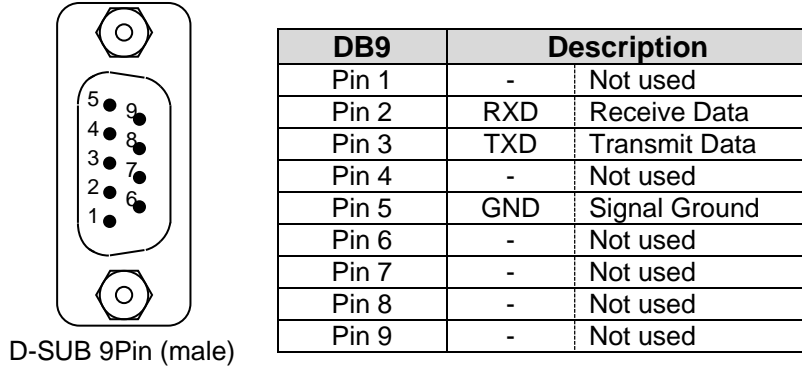 5
9
4
8
3
7
2
6
1
D-SUB 9Pin (male)
DB9 Description
Pin 1 - Not used
Pin 2 RXD Receive Data
Pin 3 TXD Transmit Data
Pin 4 - Not used
Pin 5 GND Signal Ground
Pin 6 - Not used
Pin 7 - Not used
Pin 8 - Not used
Pin 9 - Not used